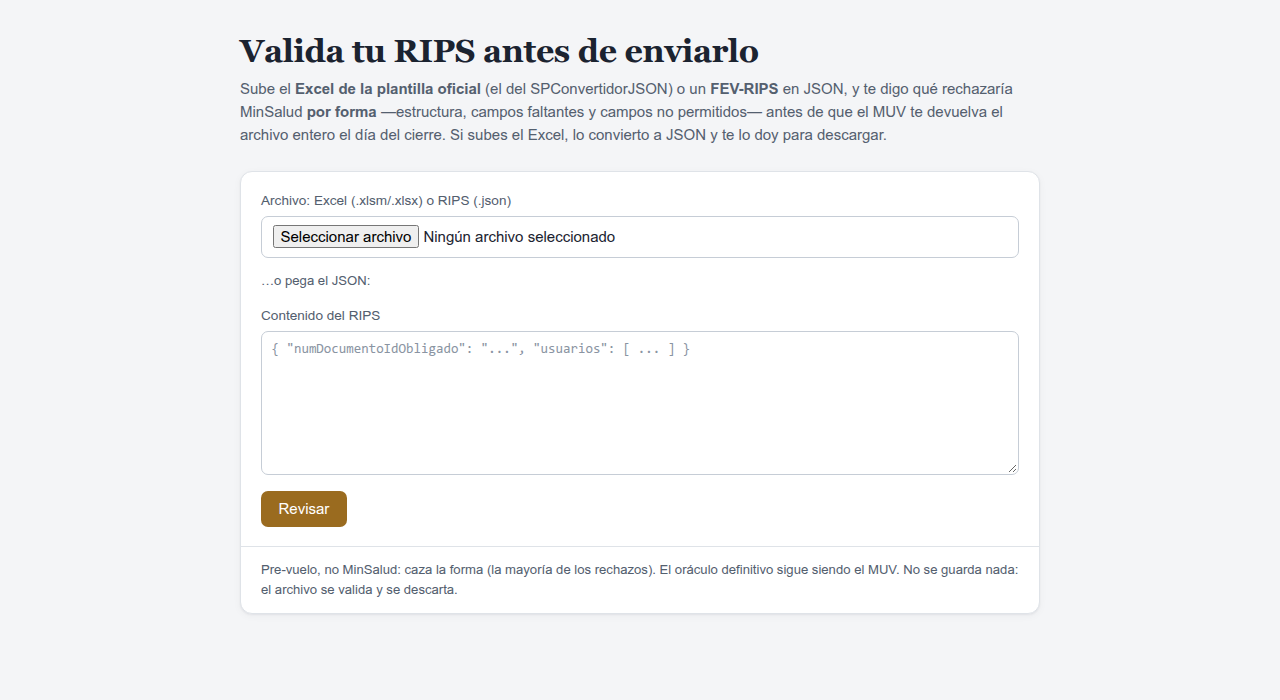 Valida tu RIPS antes de enviarlo
Sube el Excel de la plantilla oficial (el del SPConvertidorJSON) o un FEV-RIPS en JSON, y te digo qué rechazaría
MinSalud por forma —estructura, campos faltantes y campos no permitidos— antes de que el MUV te devuelva el
archivo entero el día del cierre. Si subes el Excel, lo convierto a JSON y te lo doy para descargar.
Archivo: Excel (.xlsm/.xlsx) o RIPS (.json)
Seleccionar archivo Ningún archivo seleccionado
…o pega el JSON:
Contenido del RIPS
{ "numDocumentoIdObligado": "...", "usuarios": [ ... ] }
Revisar
Pre-vuelo, no MinSalud: caza la forma (la mayoría de los rechazos). El oráculo definitivo sigue siendo el MUV. No se guarda nada:
el archivo se valida y se descarta.